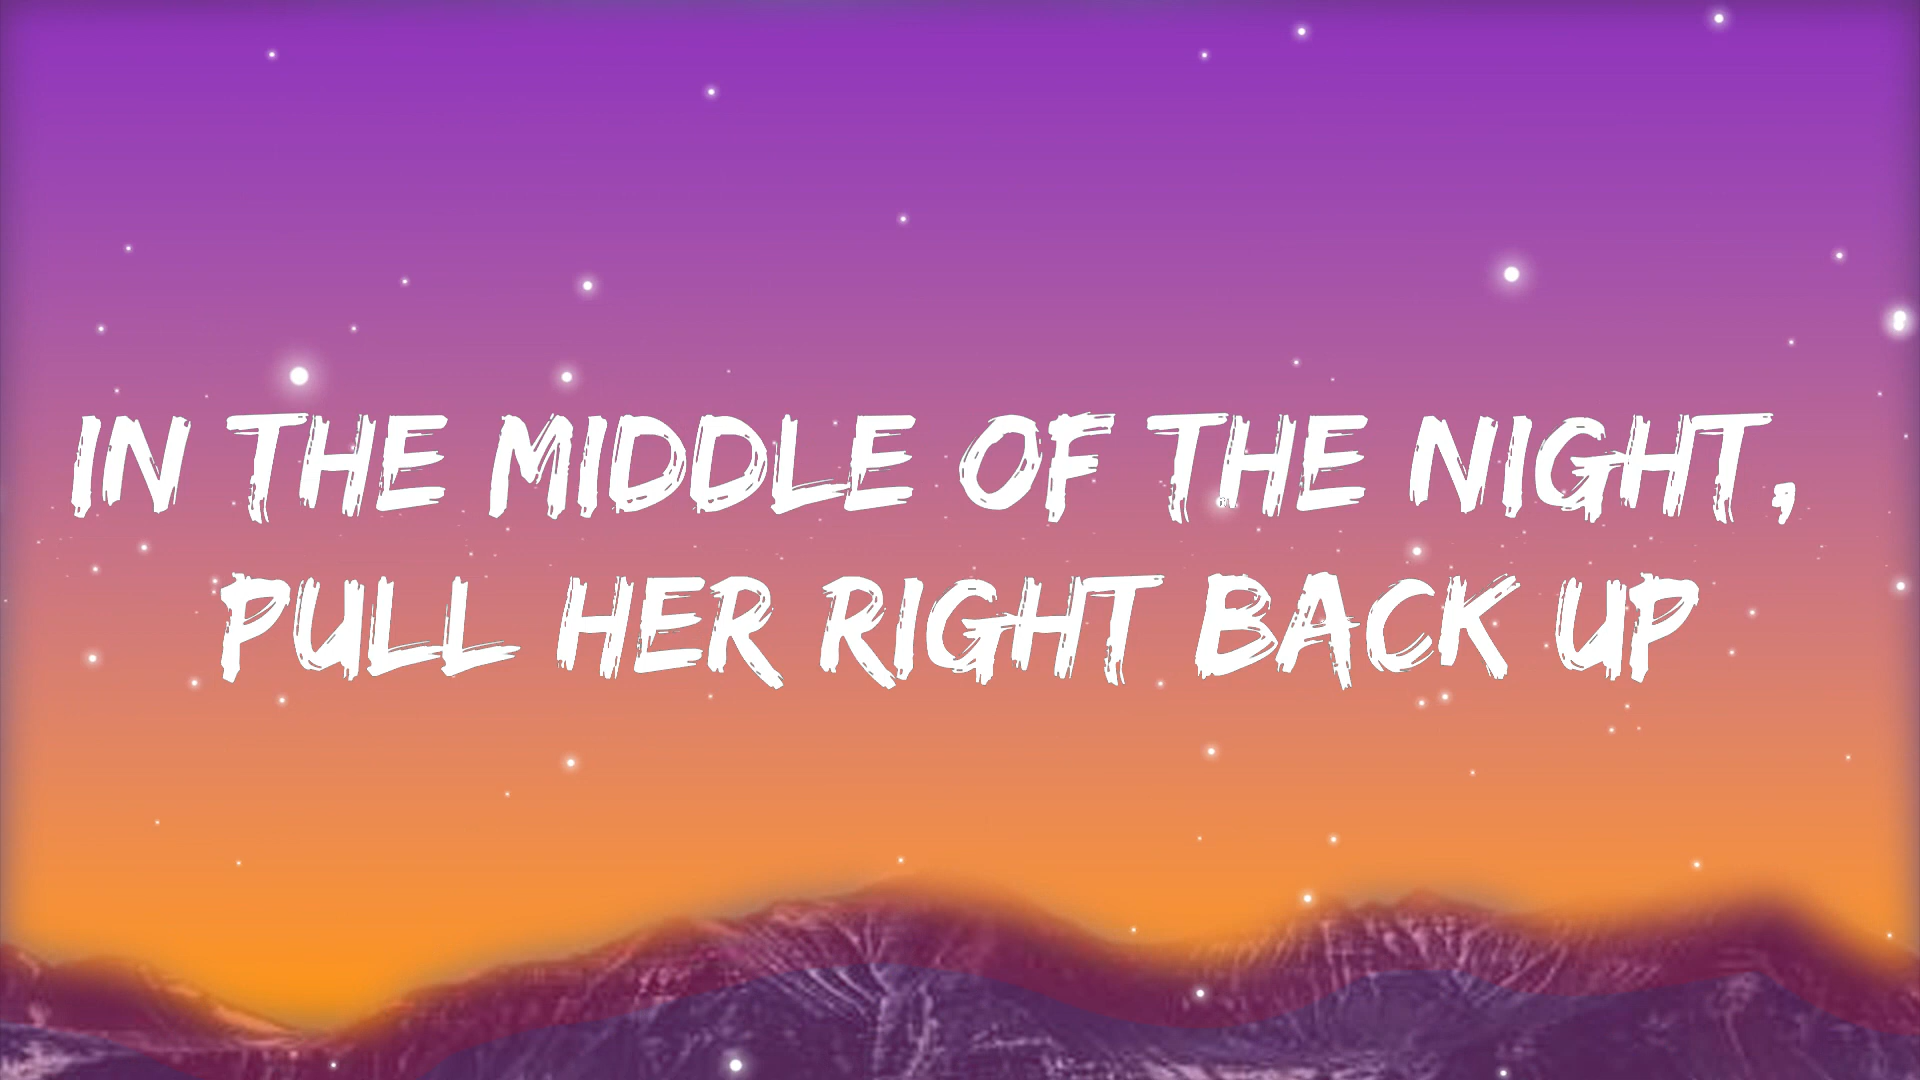 IN THE MIDDLE OF THE NIGHT,
PULL HER RIGHT BACK UP